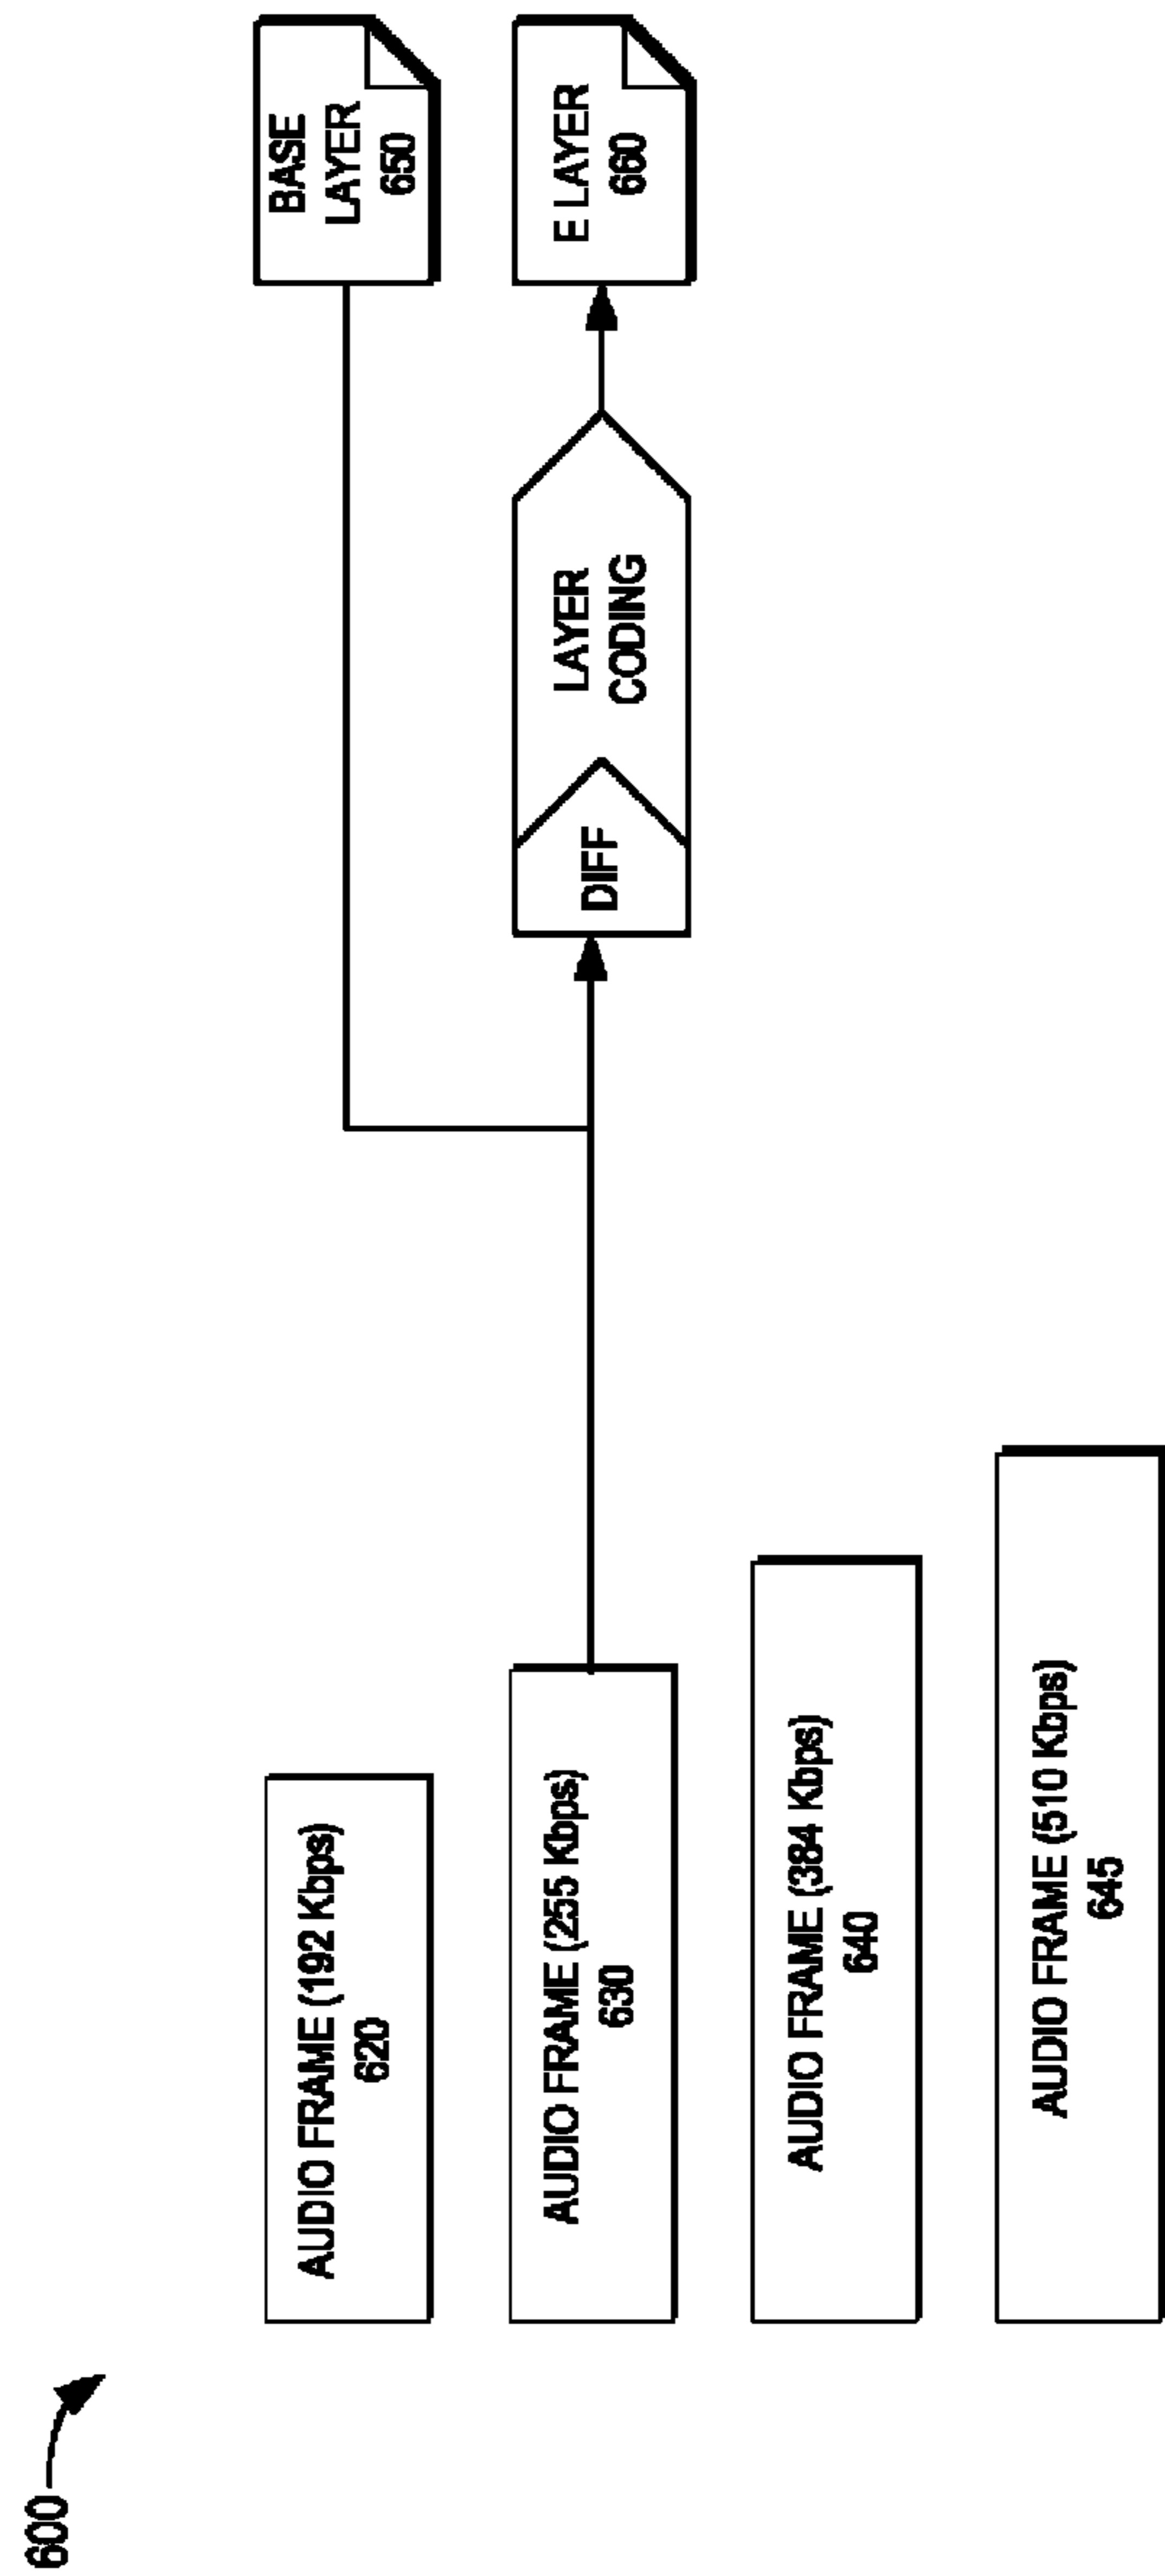 600
AUDIO FRAME (192 Kbps)
620
BASE
LAYER
650
AUDIO FRAME (255 Kbps)
630
DIFF
LAYER
CODING
E LAYER
660
AUDIO FRAME (384 Kbps)
640
AUDIO FRAME (510 Kbps)
645